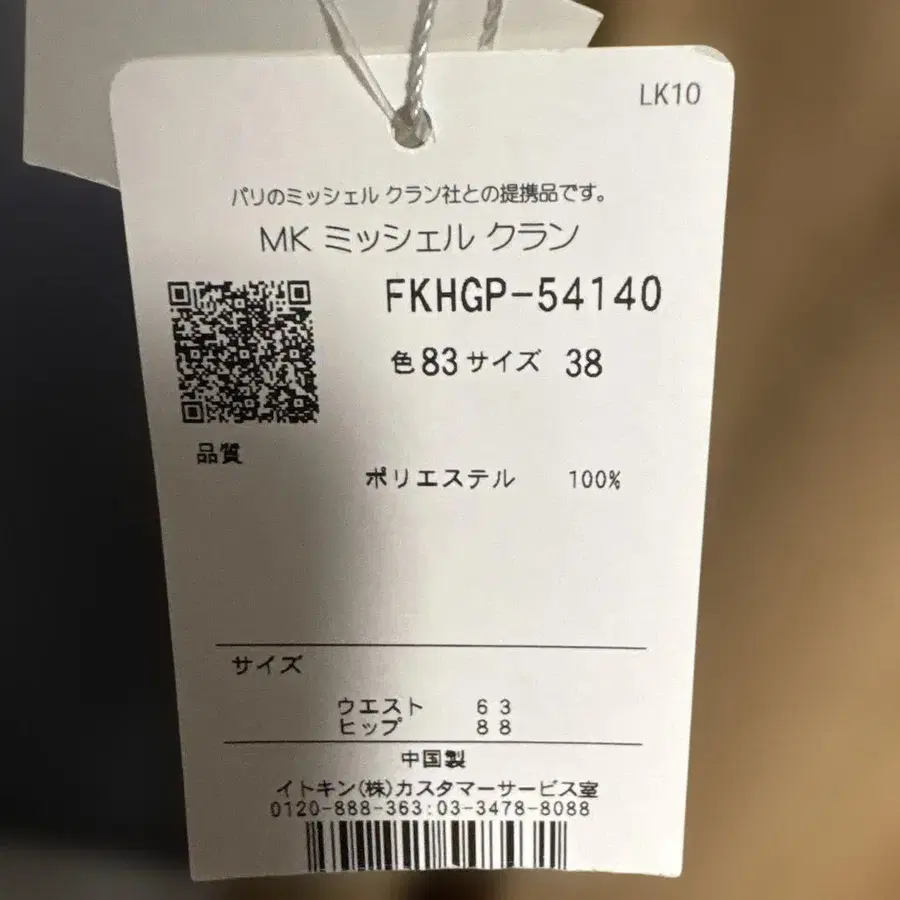 LK10
パリのミッシェル クラン社との提携品です。
MK ミッシェル クラン
FKHGP-54140
色 83 サイズ 38
品質
ポリエステル 100%
サイズ
ウエスト 63
ヒップ 88
中国製
イトキン(株)カスタマーサービス室
0120-888-363:03-3478-8088